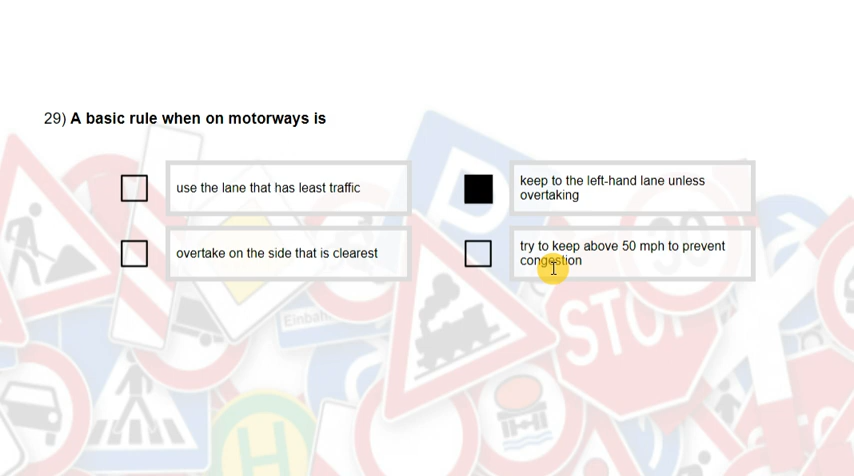 29) A basic rule when on motorways is
use the lane that has least traffic
keep to the left-hand lane unless
overtaking
overtake on the side that is clearest
try to keep above 50 mph to prevent
congestion
P
30
STOP
Einbah
H